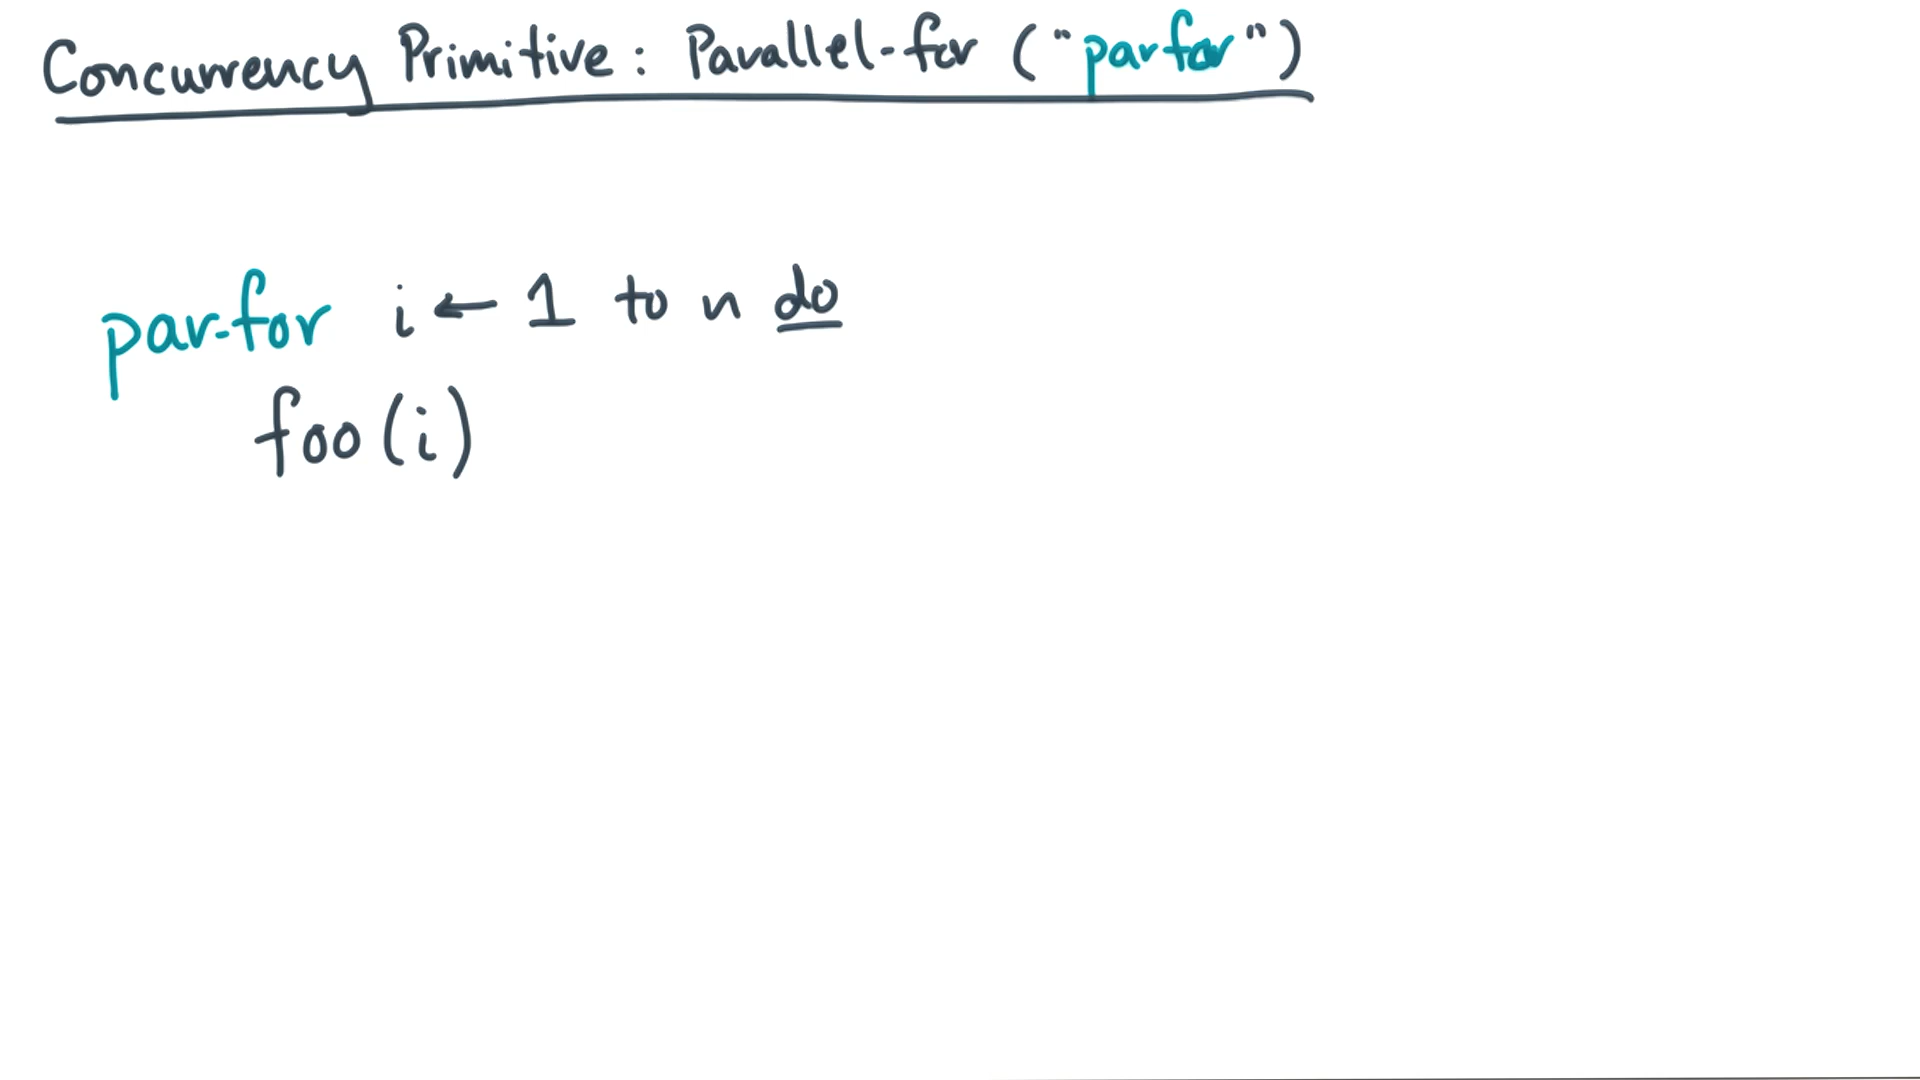 Concurrency Primitive: Parallel-for ("parfor")
par-for i ← 1 to n do
foo(i)